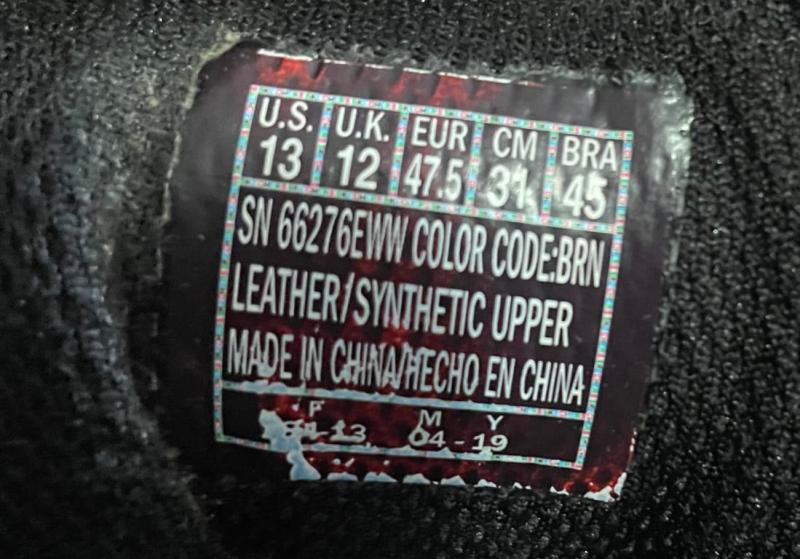 U.S. U.K. EUR CM BRA
13 12 47.5 31 45
SN 66276EWW COLOR CODE:BRN
LEATHER/SYNTHETIC UPPER
MADE IN CHINA/HECHO EN CHINA
F M Y
04-19